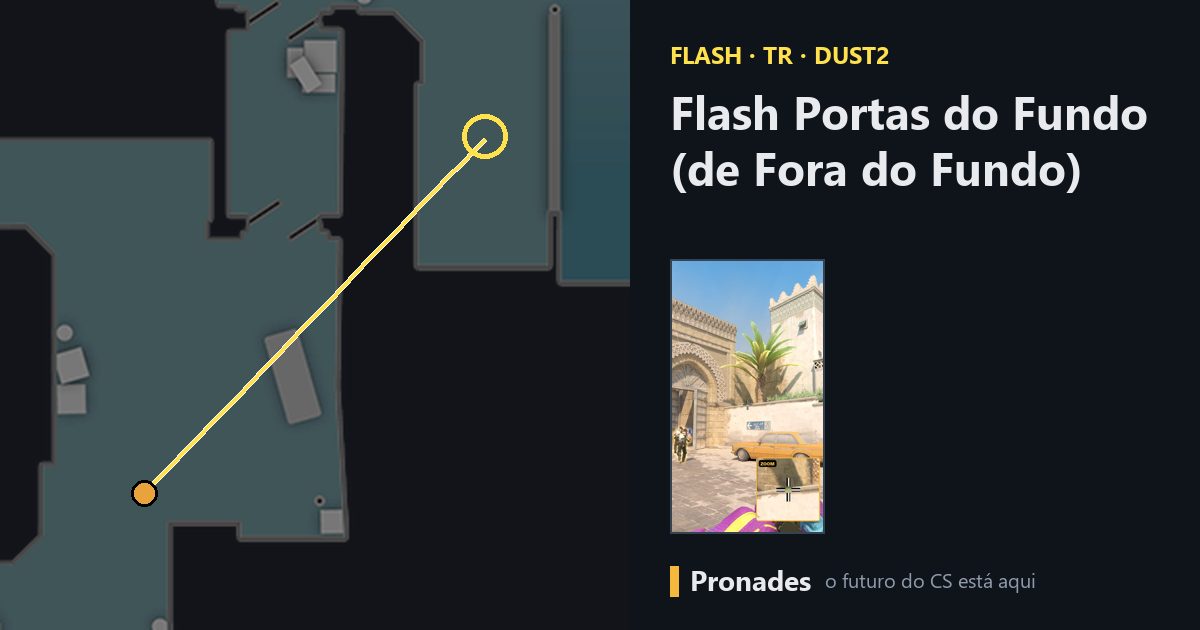 FLASH · TR · DUST2
Flash Portas do Fundo
(de Fora do Fundo)
ZOOM
Pronades o futuro do CS está aqui